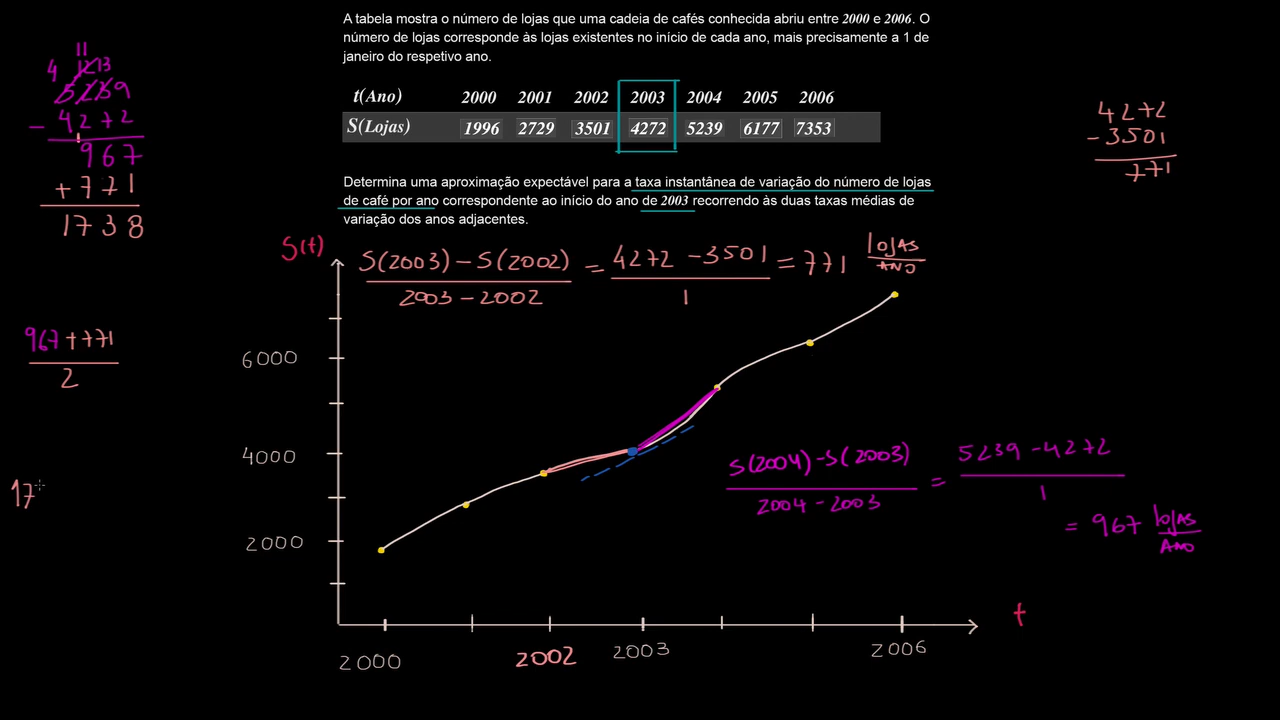 A tabela mostra o número de lojas que uma cadeia de cafés conhecida abriu entre 2000 e 2006. O
número de lojas corresponde às lojas existentes no início de cada ano, mais precisamente a 1 de
janeiro do respetivo ano.
t(Ano) 2000 2001 2002 2003 2004 2005 2006
S(Lojas) 1996 2729 3501 4272 5239 6177 7353
Determina uma aproximação expectável para a taxa instantânea de variação do número de lojas
de café por ano correspondente ao início do ano de 2003 recorrendo às duas taxas médias de
variação dos anos adjacentes.
11
4 12 13
5239
- 4272
967
+ 771
1738
4272
-3501
771
S(t)
S(2003) - S(2002) = 4272 - 3501 = 771 lojas
2003 - 2002 1 ANO
967+771
2
17
6000
4000
2000
S(2004) - S(2003) = 5239 - 4272
2004 - 2003 1
= 967 lojas
ANO
t
2000 2002 2003 2006